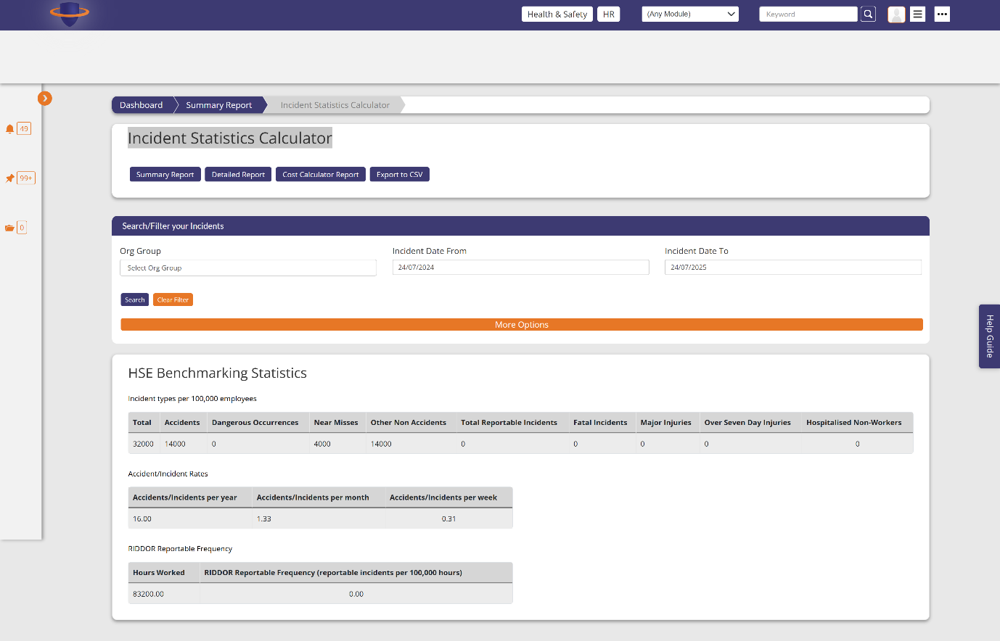 Health & Safety HR (Any Module) Keyword
Dashboard Summary Report Incident Statistics Calculator
49
Incident Statistics Calculator
99+
Summary Report Detailed Report Cost Calculator Report Export to CSV
0
Search/Filter your Incidents
Org Group Incident Date From Incident Date To
Select Org Group 24/07/2024 24/07/2025
Search Clear Filter
More Options
Help Guide
HSE Benchmarking Statistics
Incident types per 100,000 employees
Total Accidents Dangerous Occurrences Near Misses Other Non Accidents Total Reportable Incidents Fatal Incidents Major Injuries Over Seven Day Injuries Hospitalised Non-Workers
32000 14000 0 4000 14000 0 0 0 0 0
Accident/Incident Rates
Accidents/Incidents per year Accidents/Incidents per month Accidents/Incidents per week
16.00 1.33 0.31
RIDDOR Reportable Frequency
Hours Worked RIDDOR Reportable Frequency (reportable incidents per 100,000 hours)
83200.00 0.00